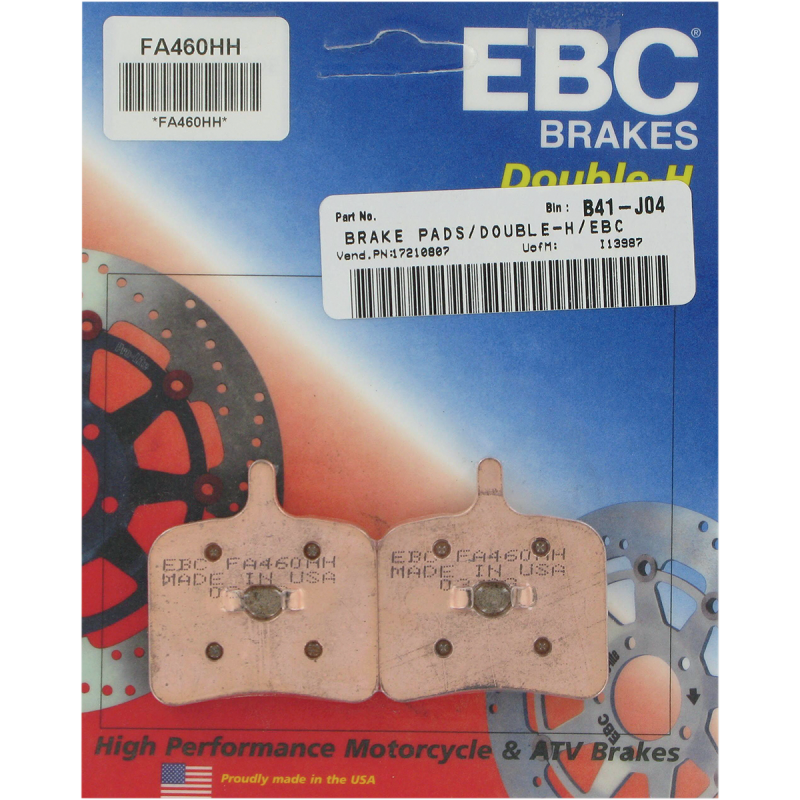 FA460HH
*FA460HH*
EBC®
BRAKES
Double-H
Part No.
Bin: B41-J04
BRAKE PADS/DOUBLE-H/EBC
Vend.PN:17210807 UofM: I13987
EBC FA460HH
MADE IN USA
EBC FA460HH
MADE IN USA
EBC
High Performance Motorcycle & ATV Brakes
Proudly made in the USA